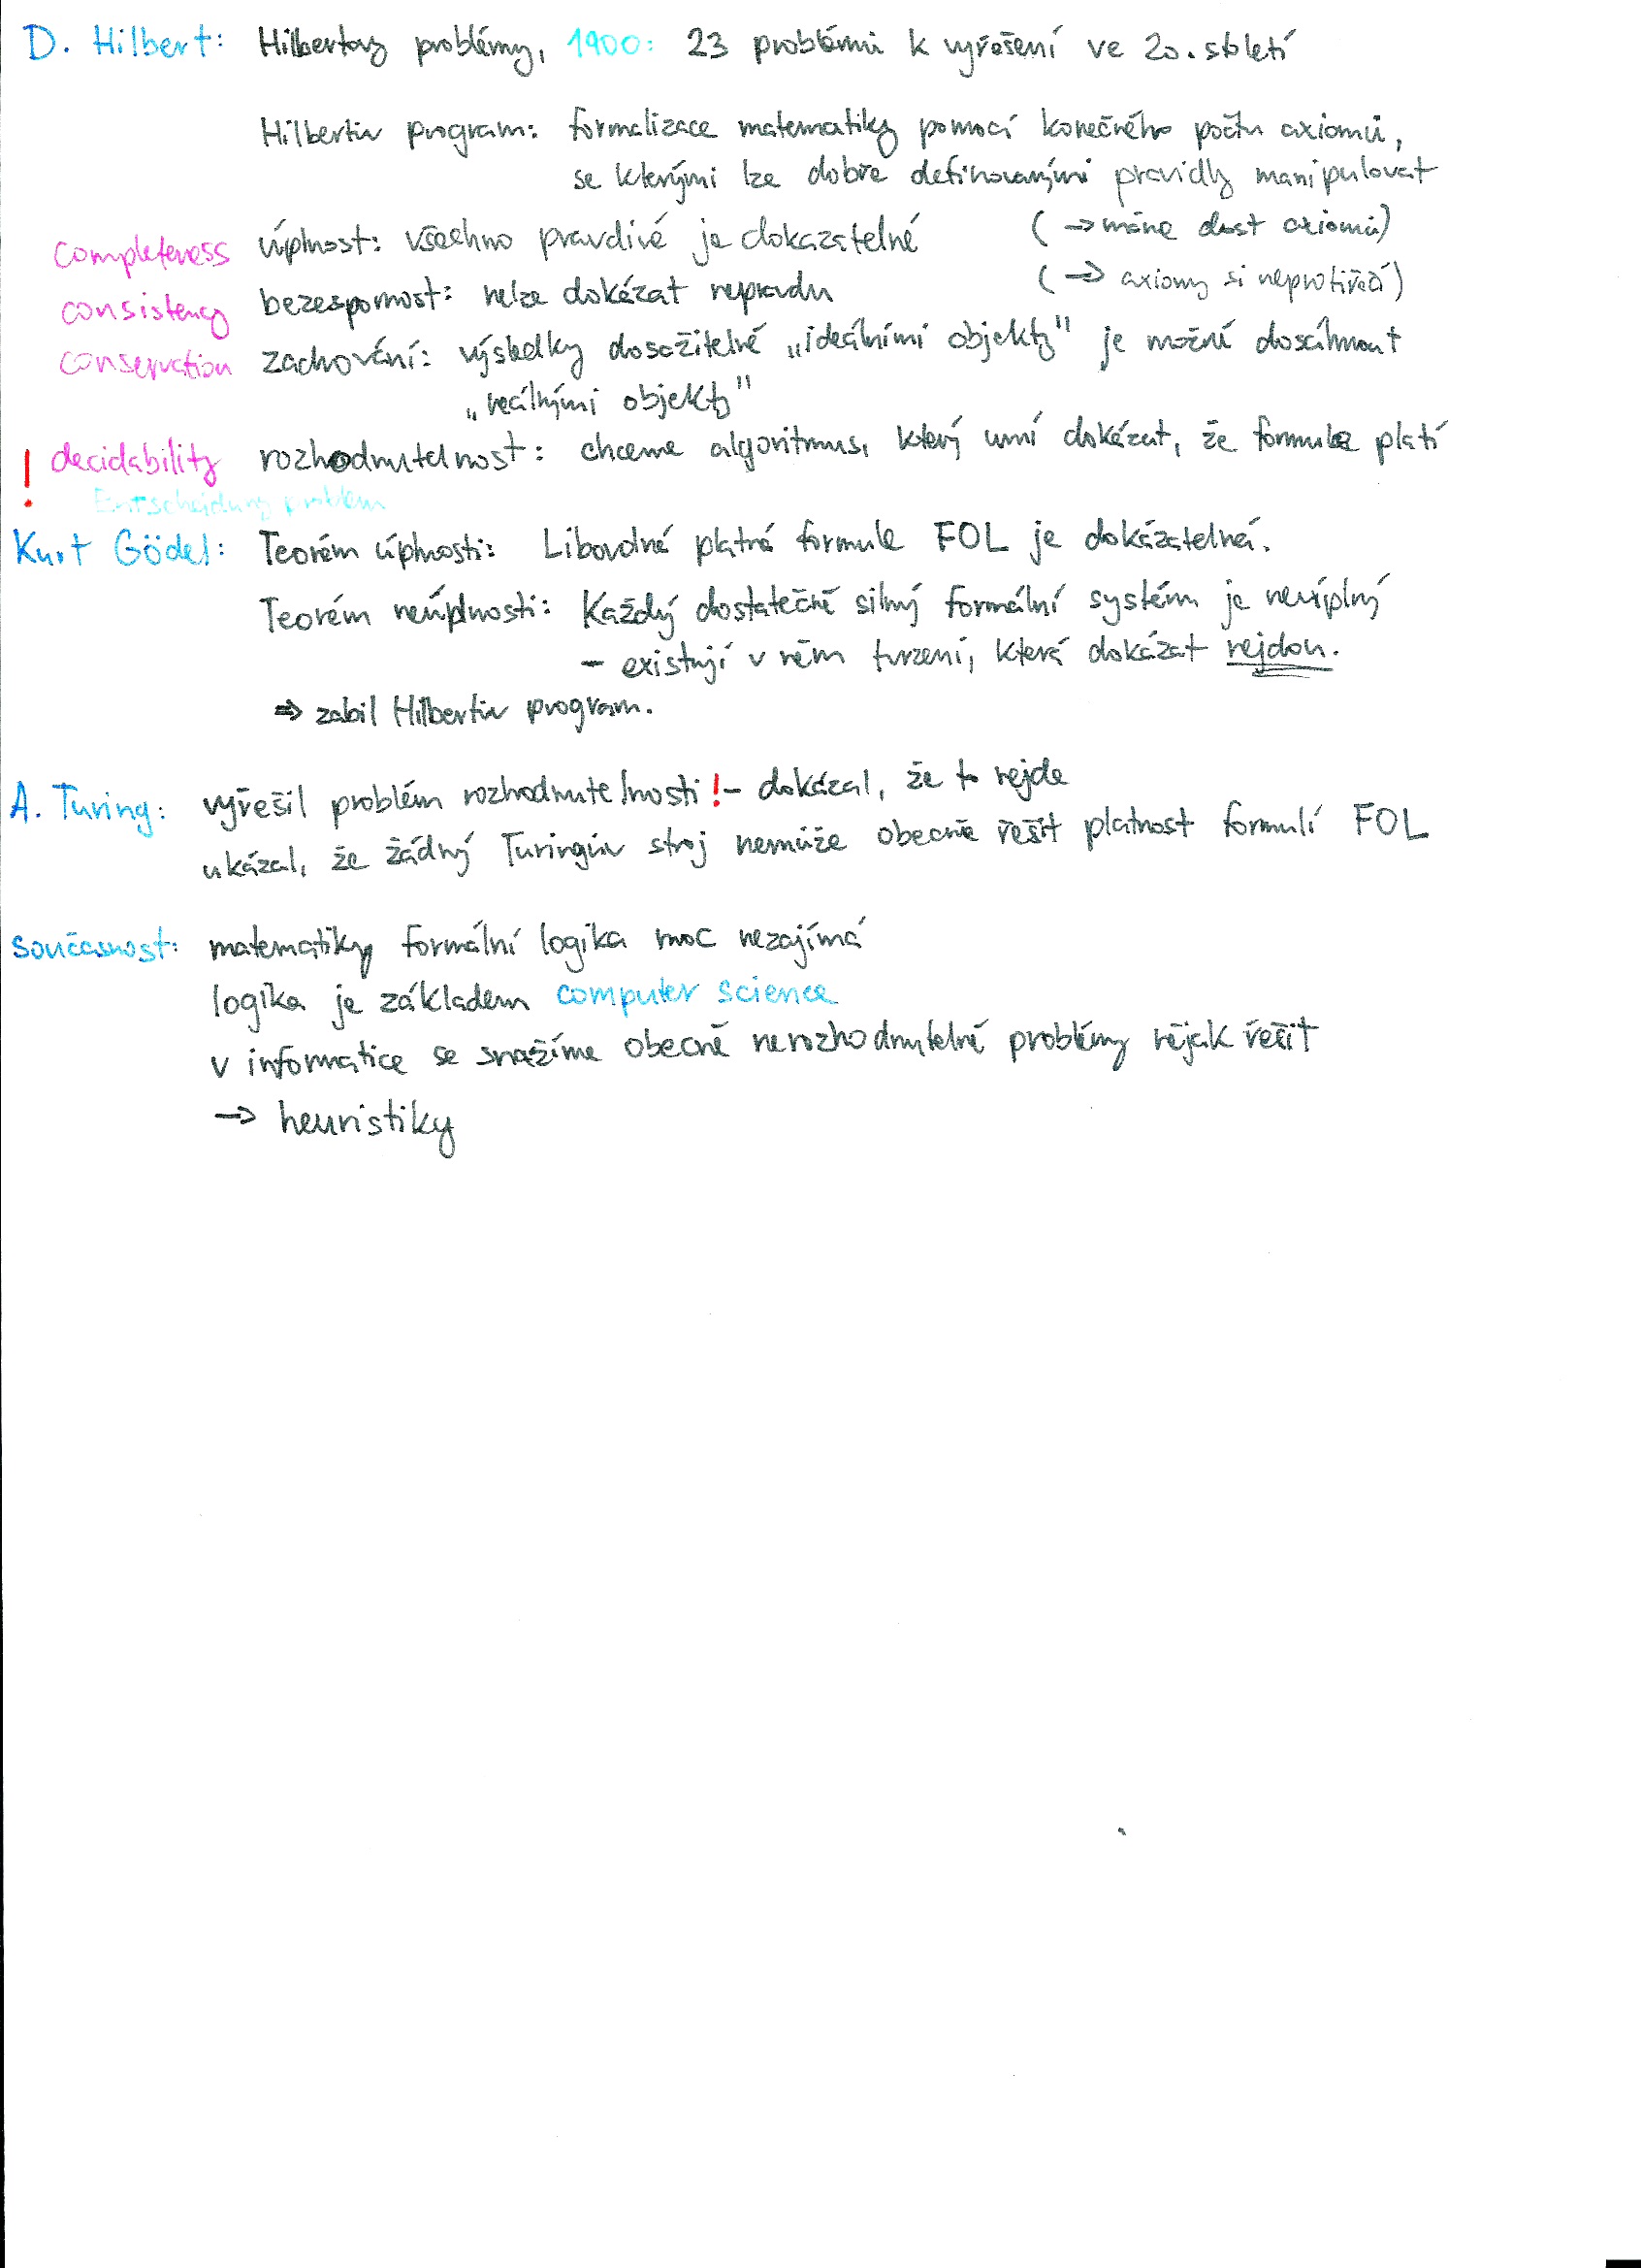 D. Hilbert: Hilbertovy problémy, 1900: 23 problémů k vyřešení ve 20. století
Hilbertův program: formalizace matematiky pomocí konečného počtu axiomů,
se kterými lze dobře definovanými pravidly manipulovat
completeness úplnost: všechno pravdivé je dokazatelné (→ máme dost axiomů)
consistency bezespornost: nelze dokázat nepravdu (→ axiomy si neprotiřečí)
conservation zachování: výsledky dosažitelné „ideálními objekty" je možné dosáhnout
„reálnými objekty"
! decidability rozhodnutelnost: chceme algoritmus, který umí dokázat, že formule platí
Entscheidungsproblem
Kurt Gödel: Teorém úplnosti: Libovolná platná formule FOL je dokázatelná.
Teorém neúplnosti: Každý dostatečně silný formální systém je neúplný
– existují v něm tvrzení, která dokázat nejdou.
⇒ zabil Hilbertův program.
A. Turing: vyřešil problém rozhodnutelnosti ! – dokázal, že to nejde
ukázal, že žádný Turingův stroj nemůže obecně řešit platnost formulí FOL
současnost: matematiky formální logika moc nezajímá
logika je základem computer science
v informatice se snažíme obecně nerozhodnutelné problémy nějak řešit
→ heuristiky